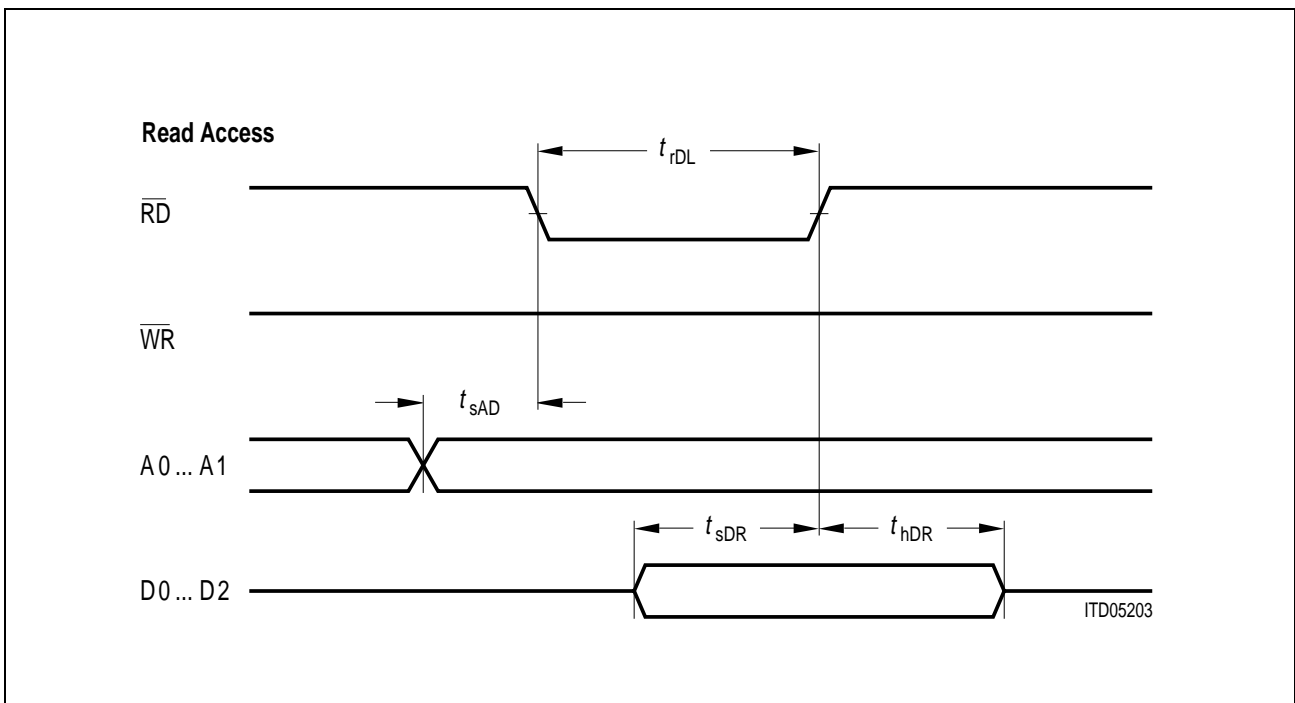 Read Access
t rDL
RD
WR
t sAD
A0...A1
t sDR
t hDR
D0...D2
ITD05203